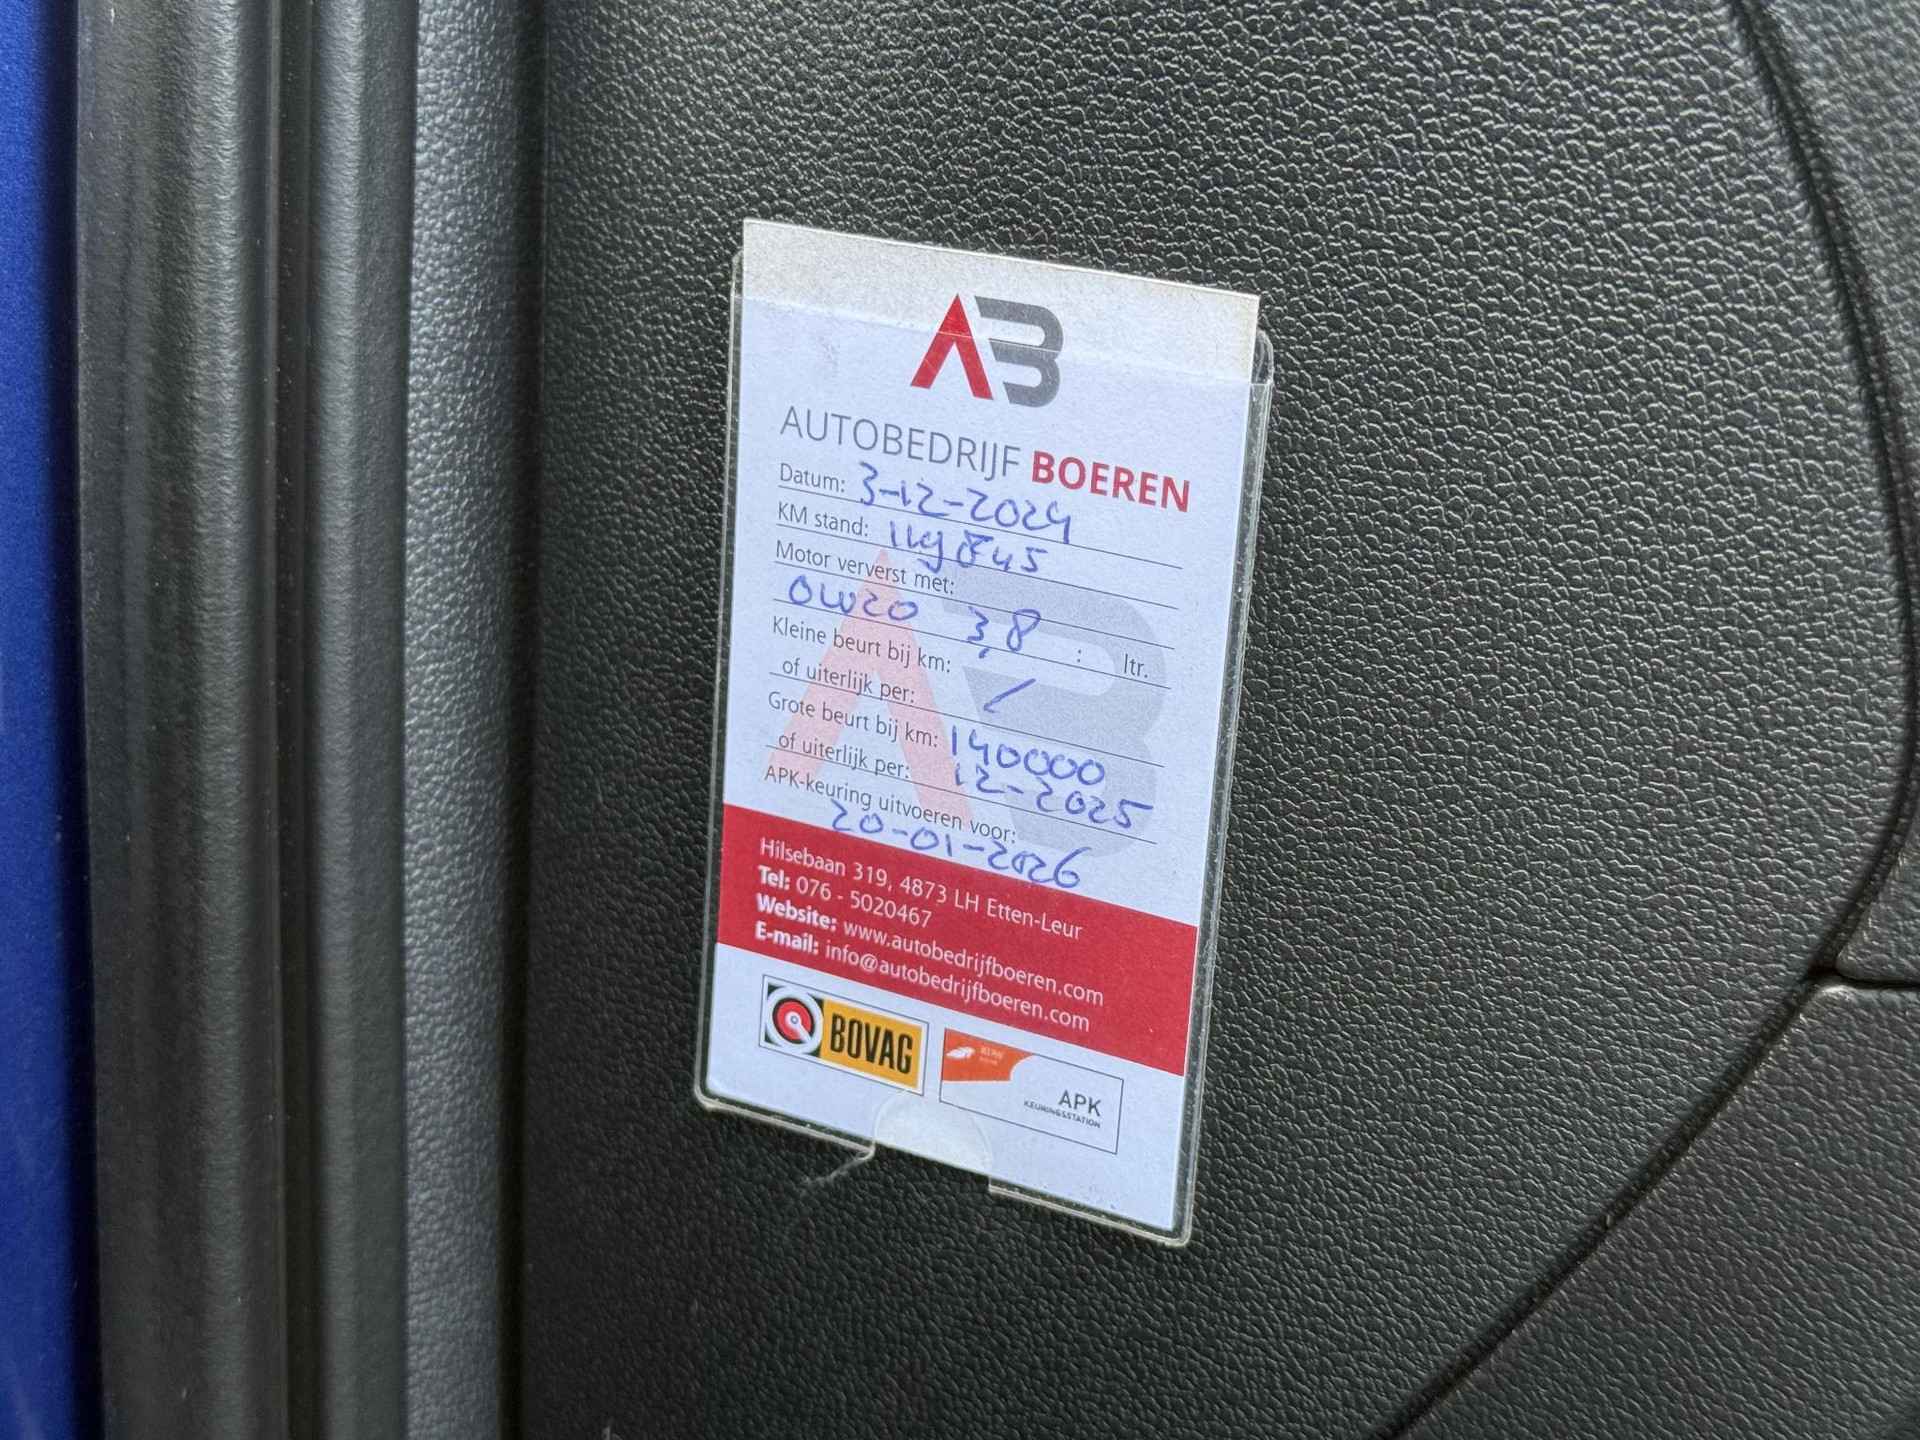 AB
AUTOBEDRIJF BOEREN
Datum: 3-12-2024
KM stand:
Motor ververst met:
0W20 3,8 : ltr.
Kleine beurt bij km: /
of uiterlijk per:
Grote beurt bij km: 140000
of uiterlijk per: 12-2025
APK-keuring uitvoeren voor:
20-01-2026
Hilsebaan 319, 4873 LH Etten-Leur
Tel: 076 - 5020467
Website: www.autobedrijfboeren.com
E-mail: info@autobedrijfboeren.com
BOVAG
APK
KEURINGSSTATION